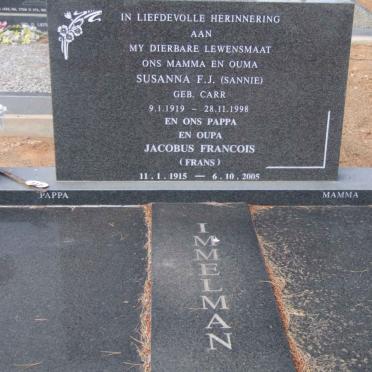 IN LIEFDEVOLLE HERINNERING
AAN
MY DIERBARE LEWENSMAAT
ONS MAMMA EN OUMA
SUSANNA F.J. (SANNIE)
GEB. CARR
9.1.1919 - 28.11.1998
EN ONS PAPPA
EN OUPA
JACOBUS FRANCOIS
(FRANS)
11.1.1915 — 6.10.2005
PAPPA
MAMMA
IMMELMAN